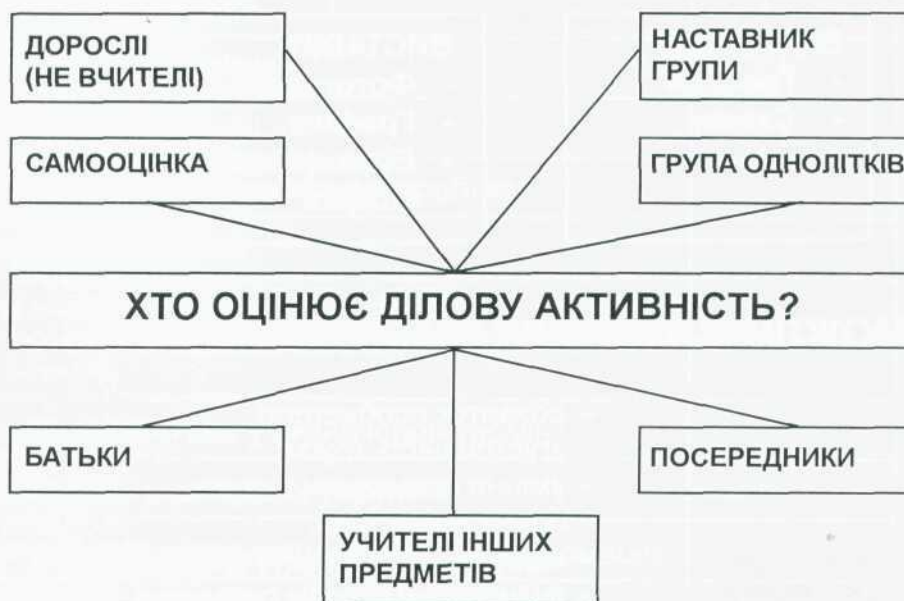 ДОРОСЛІ
(НЕ ВЧИТЕЛІ)
НАСТАВНИК
ГРУПИ
САМООЦІНКА
ГРУПА ОДНОЛІТКІВ
ХТО ОЦІНЮЄ ДІЛОВУ АКТИВНІСТЬ?
БАТЬКИ
ПОСЕРЕДНИКИ
УЧИТЕЛІ ІНШИХ
ПРЕДМЕТІВ